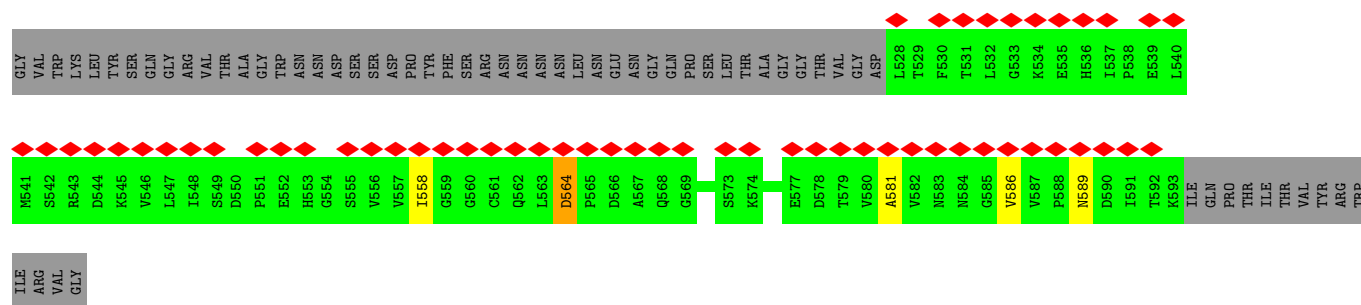 GLY VAL TRP LYS LEU TYR SER GLN GLY ARG VAL THR ALA GLY TRP ASN ASN ASP SER SER ASP PRO TYR PHE SER ARG ASN ASN ASN ASN LEU ASN GLU ASN GLY GLN PRO SER LEU THR ALA GLY GLY THR VAL GLY ASP L528 T529 F530 T531 L532 G533 K534 E535 H536 I537 P538 E539 L540
M541 S542 R543 D544 K545 V546 L547 I548 S549 D550 P551 E552 H553 G554 S555 V556 V557 I558 G559 G560 C561 Q562 L563 D564 P565 D566 A567 Q568 G569 S573 K574 E577 D578 T579 V580 A581 V582 N583 N584 G585 V586 V587 P588 N589 D590 I591 T592 K593 ILE GLN PRO THR ILE THR VAL TYR ARG TRP
ILE ARG VAL GLY